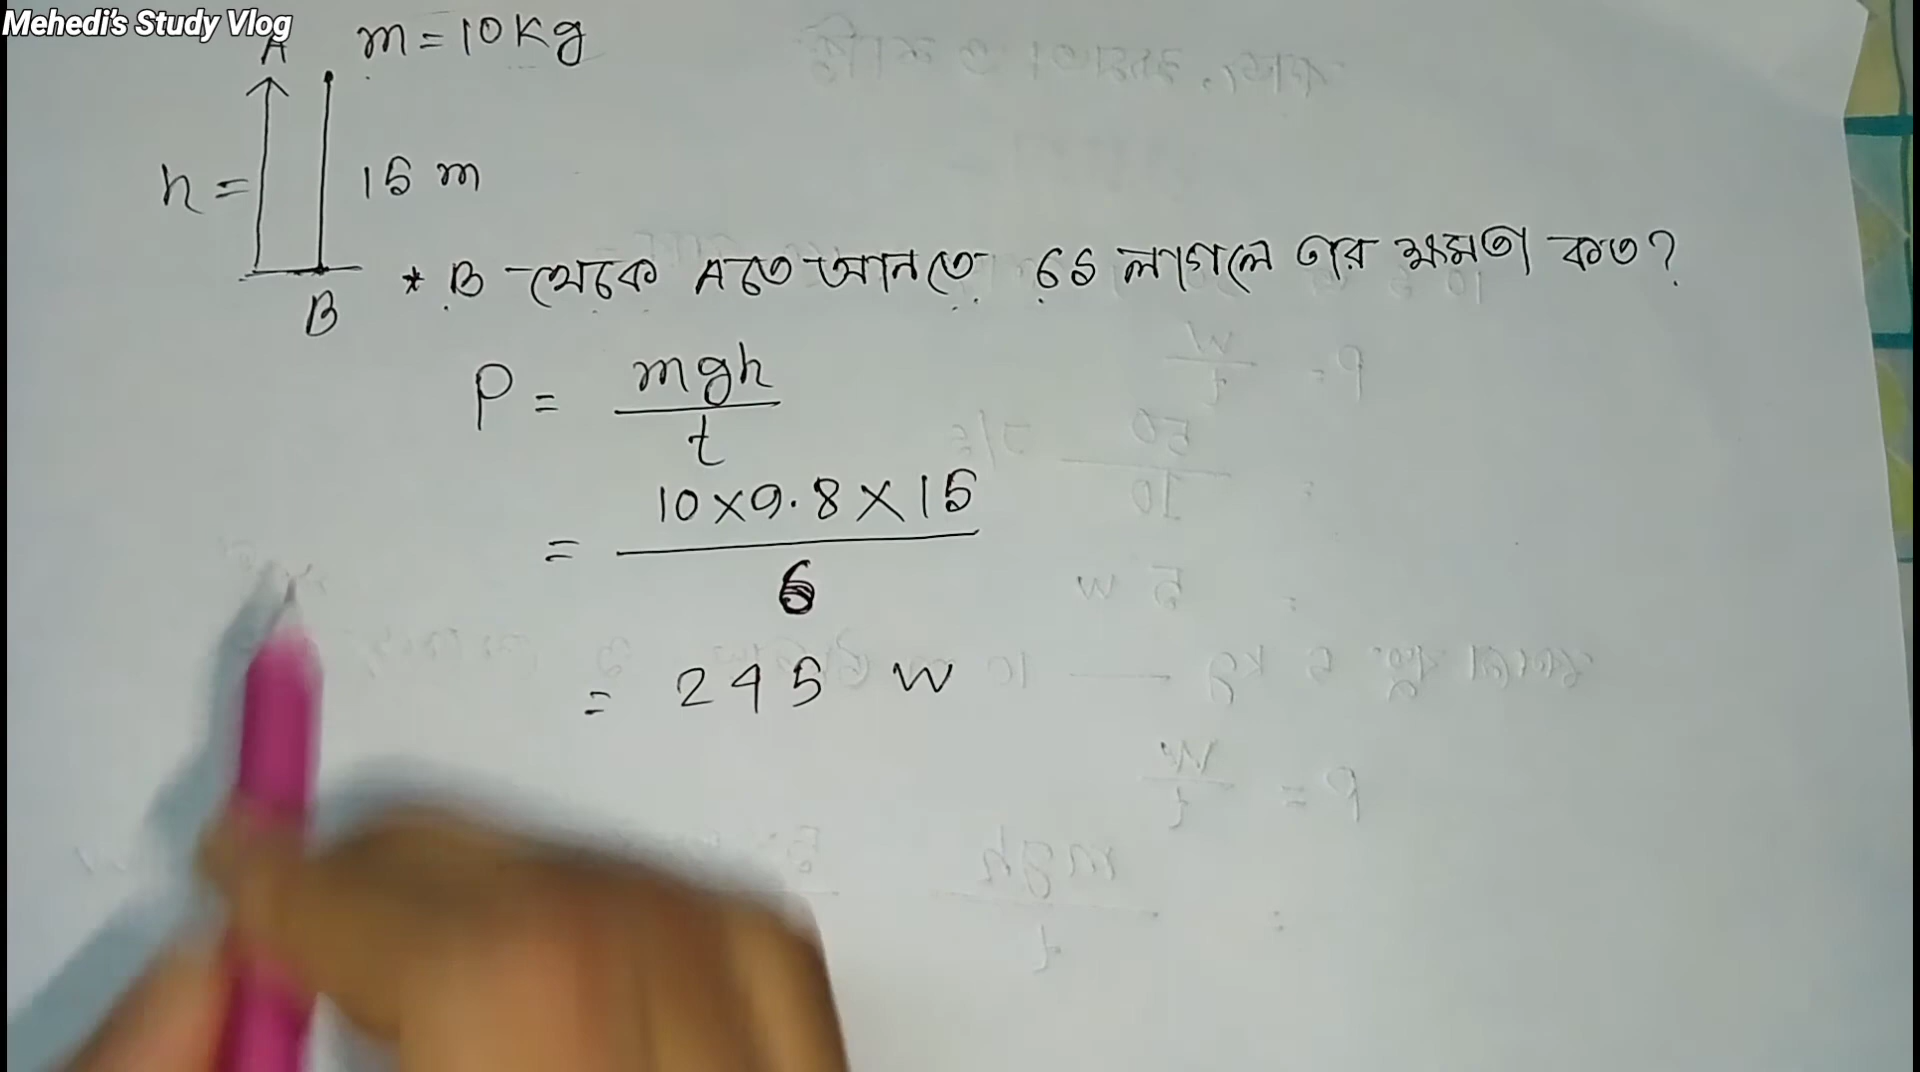 Mehedi's Study Vlog
A m = 10 Kg
h = 15 m
B
* B থেকে A তে আনতে 6s লাগলে তার ক্ষমতা কত?
P = mgh / t
= 10 x 9.8 x 15 / 6
= 245 W